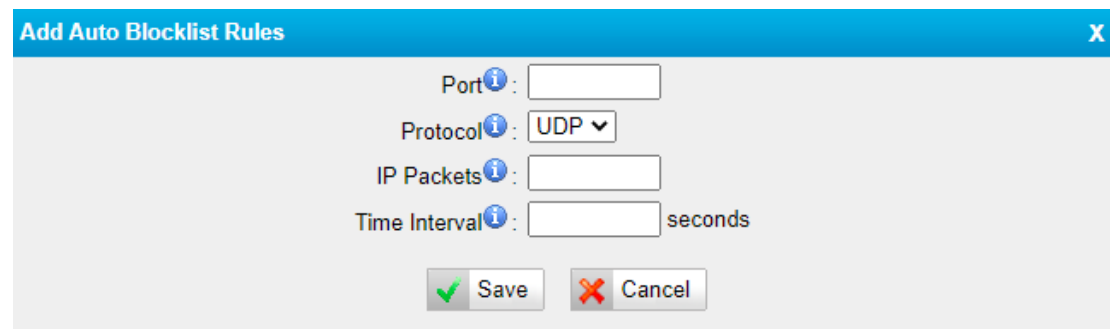 Add Auto Blocklist Rules X
Port :
Protocol : UDP
IP Packets :
Time Interval : seconds
Save Cancel